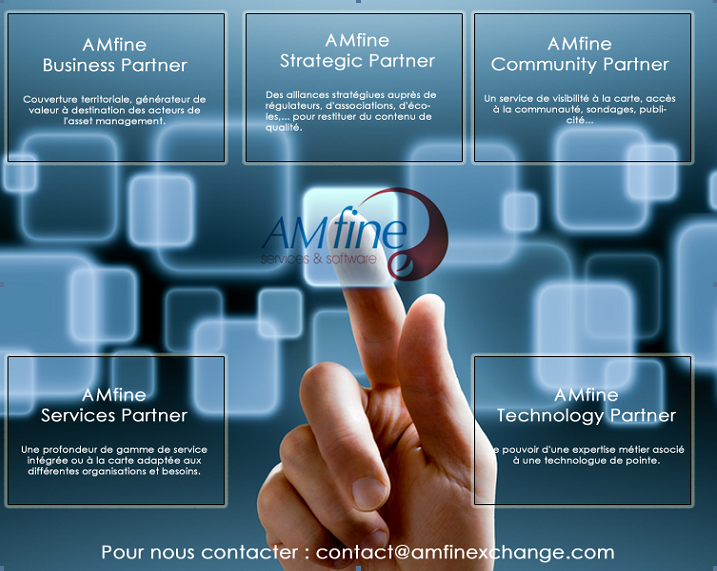 AMfine
Business Partner
Couverture territoriale, générateur de
valeur à destination des acteurs de
l'asset management.
AMfine
Strategic Partner
Des alliances stratégiues auprès de
régulateurs, d'associations, d'éco-
les,... pour restituer du contenu de
qualité.
AMfine
Community Partner
Un service de visibilité à la carte, accès
à la communauté, sondages, publi-
cité...
AMfine
services & software
AMfine
Services Partner
Une profondeur de gamme de service
intégrée ou à la carte adaptée aux
différentes organisations et besoins.
AMfine
Technology Partner
pouvoir d'une expertise métier asocié
à une technologue de pointe.
Pour nous contacter : contact@amfinexchange.com